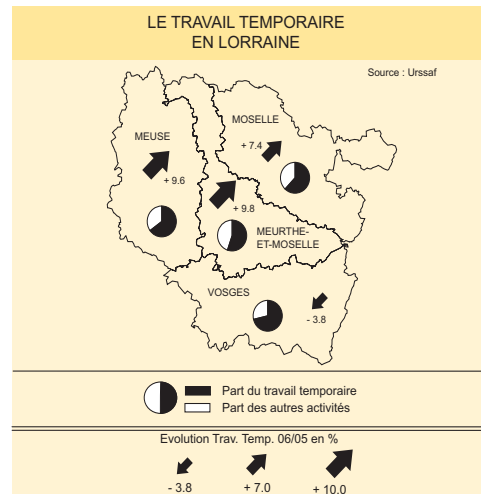 LE TRAVAIL TEMPORAIRE
EN LORRAINE
Source : Urssaf
MOSELLE
MEUSE
+ 7.4
+ 9.6
+ 9.8
MEURTHE-
ET-MOSELLE
VOSGES
- 3.8
Part du travail temporaire
Part des autres activités
Evolution Trav. Temp. 06/05 en %
- 3.8
+ 7.0
+ 10.0